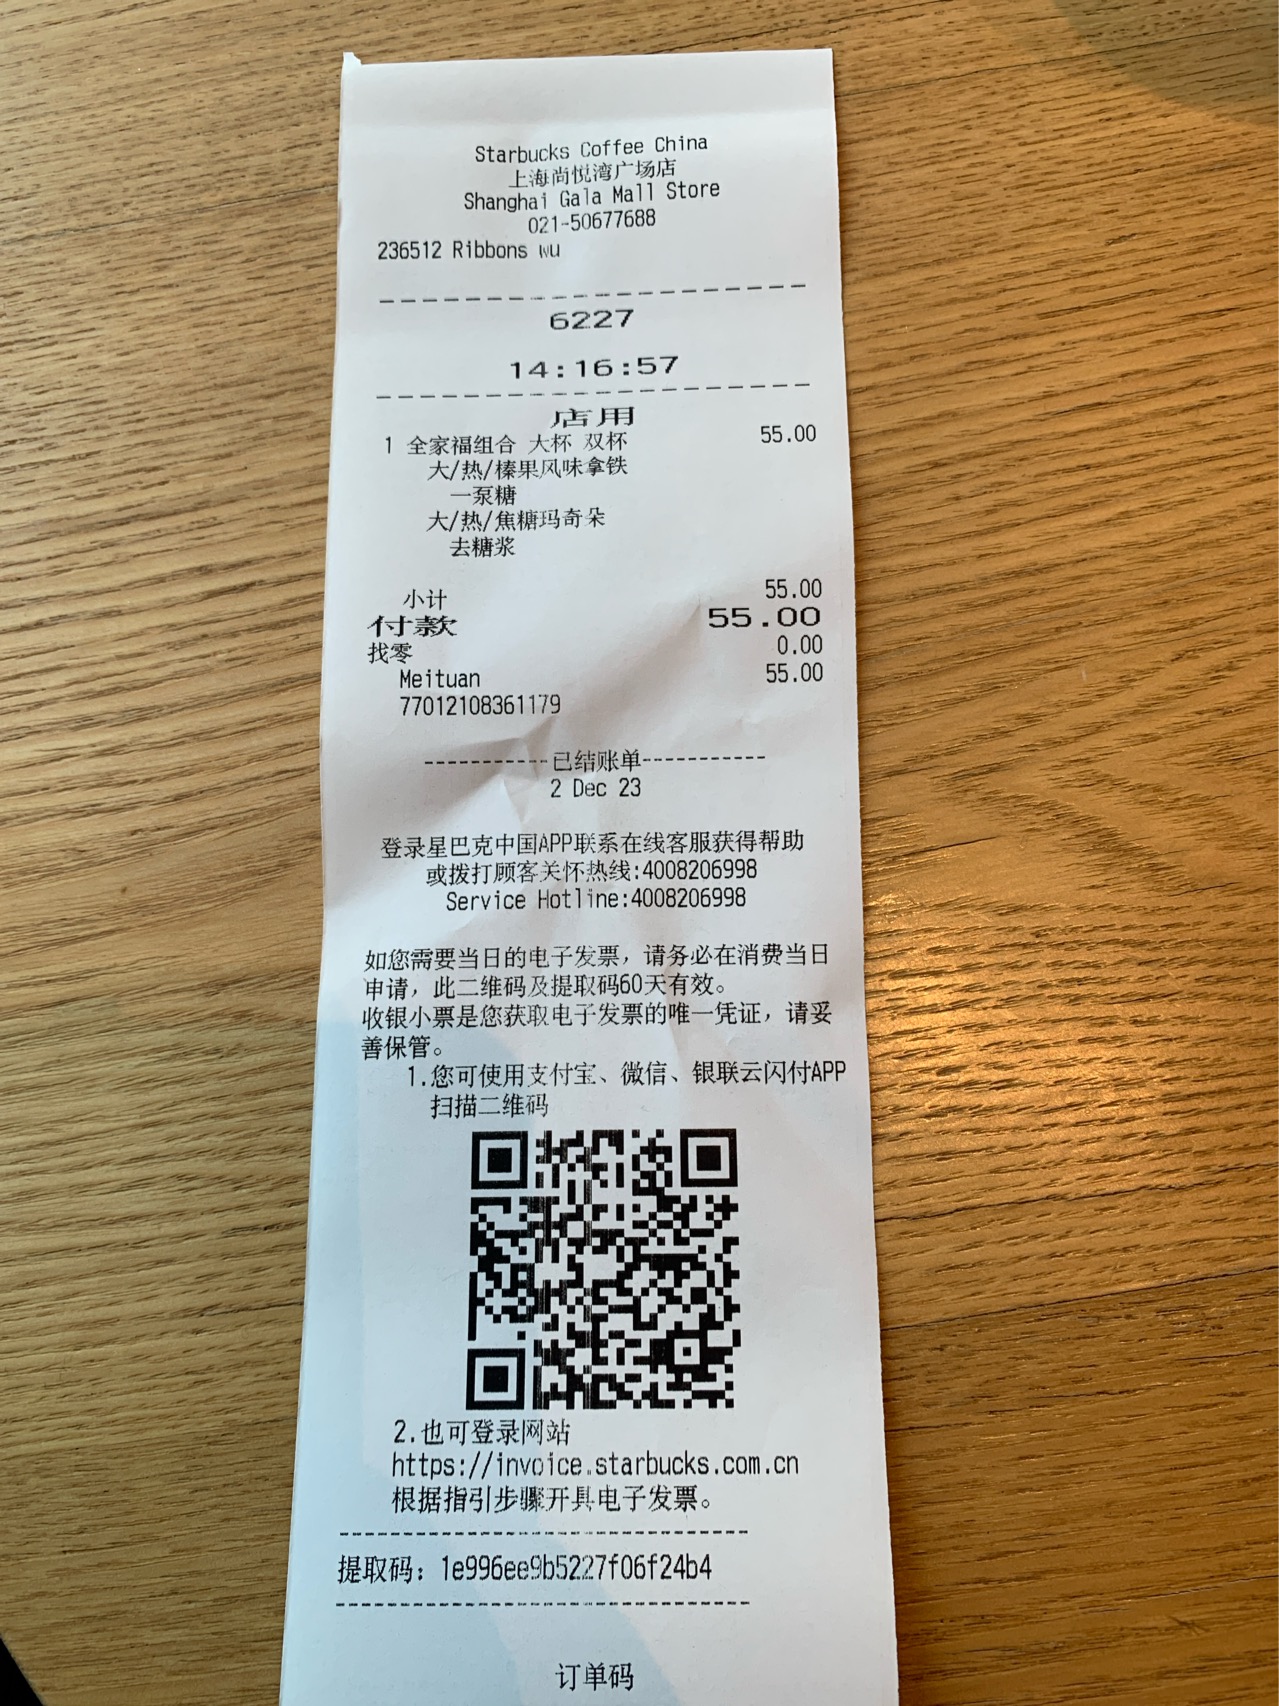 Starbucks Coffee China
上海尚悦湾广场店
Shanghai Gala Mall Store
021-50677688
236512 Ribbons wu
6227
14:16:57
店用
1 全家福组合 大杯 双杯 55.00
大/热/榛果风味拿铁
一泵糖
大/热/焦糖玛奇朵
去糖浆
小计 55.00
付款 55.00
找零 0.00
Meituan 55.00
77012108361179
-----------已结账单-----------
2 Dec 23
登录星巴克中国APP联系在线客服获得帮助
或拨打顾客关怀热线:4008206998
Service Hotline:4008206998
如您需要当日的电子发票，请务必在消费当日
申请，此二维码及提取码60天有效。
收银小票是您获取电子发票的唯一凭证，请妥
善保管。
1.您可使用支付宝、微信、银联云闪付APP
扫描二维码
2.也可登录网站
https://invoice.starbucks.com.cn
根据指引步骤开具电子发票。
提取码：1e996ee9b5227f06f24b4
订单码